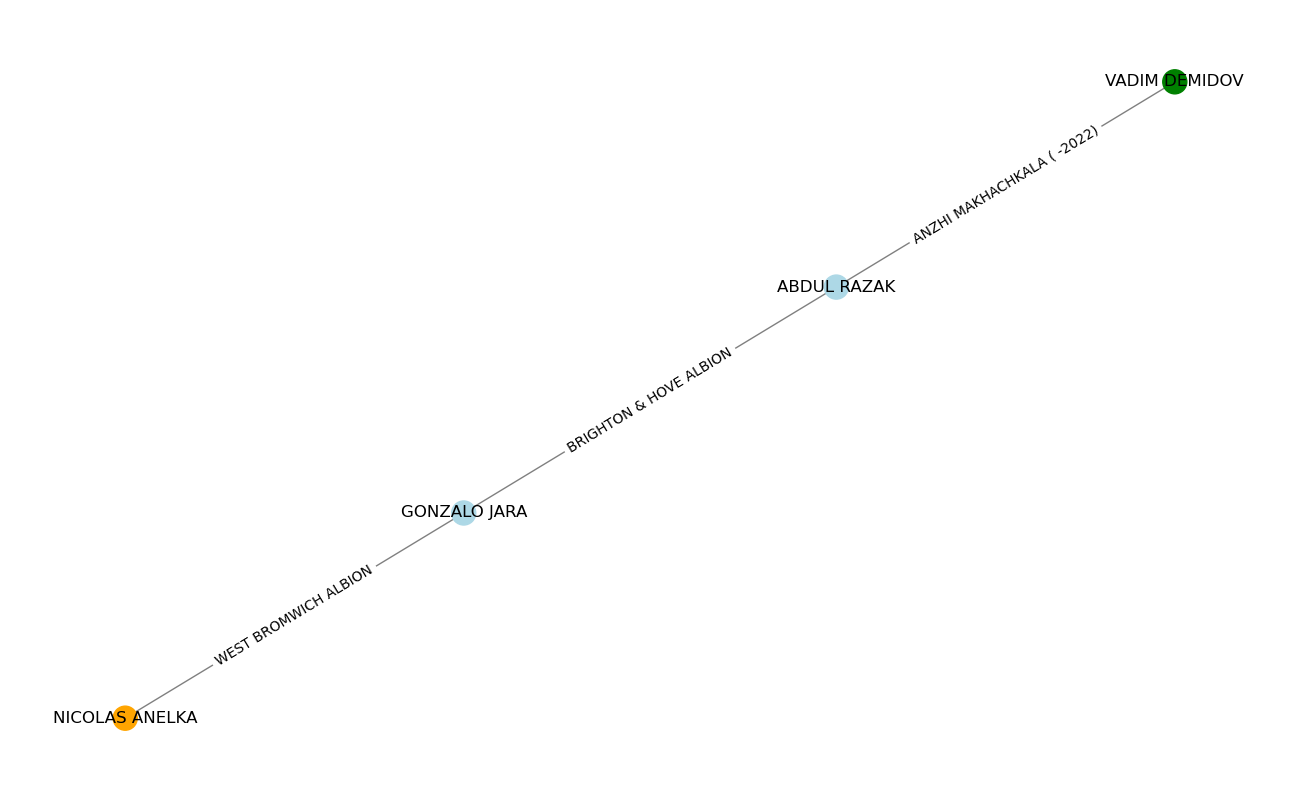 VADIM DEMIDOV
ANZHI MAKHACHKALA ( -2022)
ABDUL RAZAK
BRIGHTON & HOVE ALBION
GONZALO JARA
WEST BROMWICH ALBION
NICOLAS ANELKA